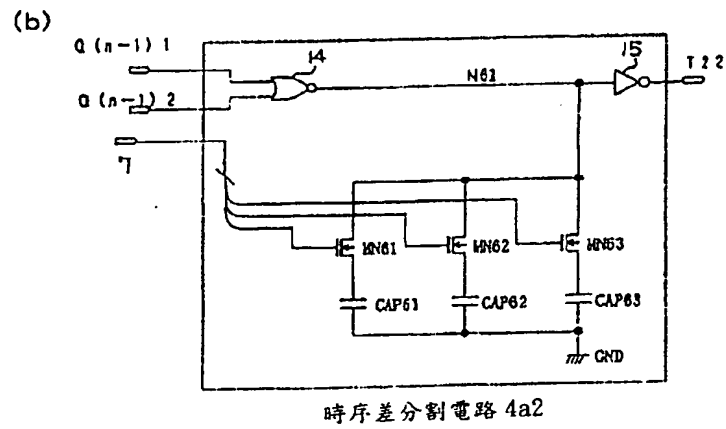 (b)
Q (n-1) 1
14
N61
15
T22
Q (n-1) 2
7
MN61
MN62
MN63
CAP61
CAP62
CAP63
GND
時序差分割電路 4a2